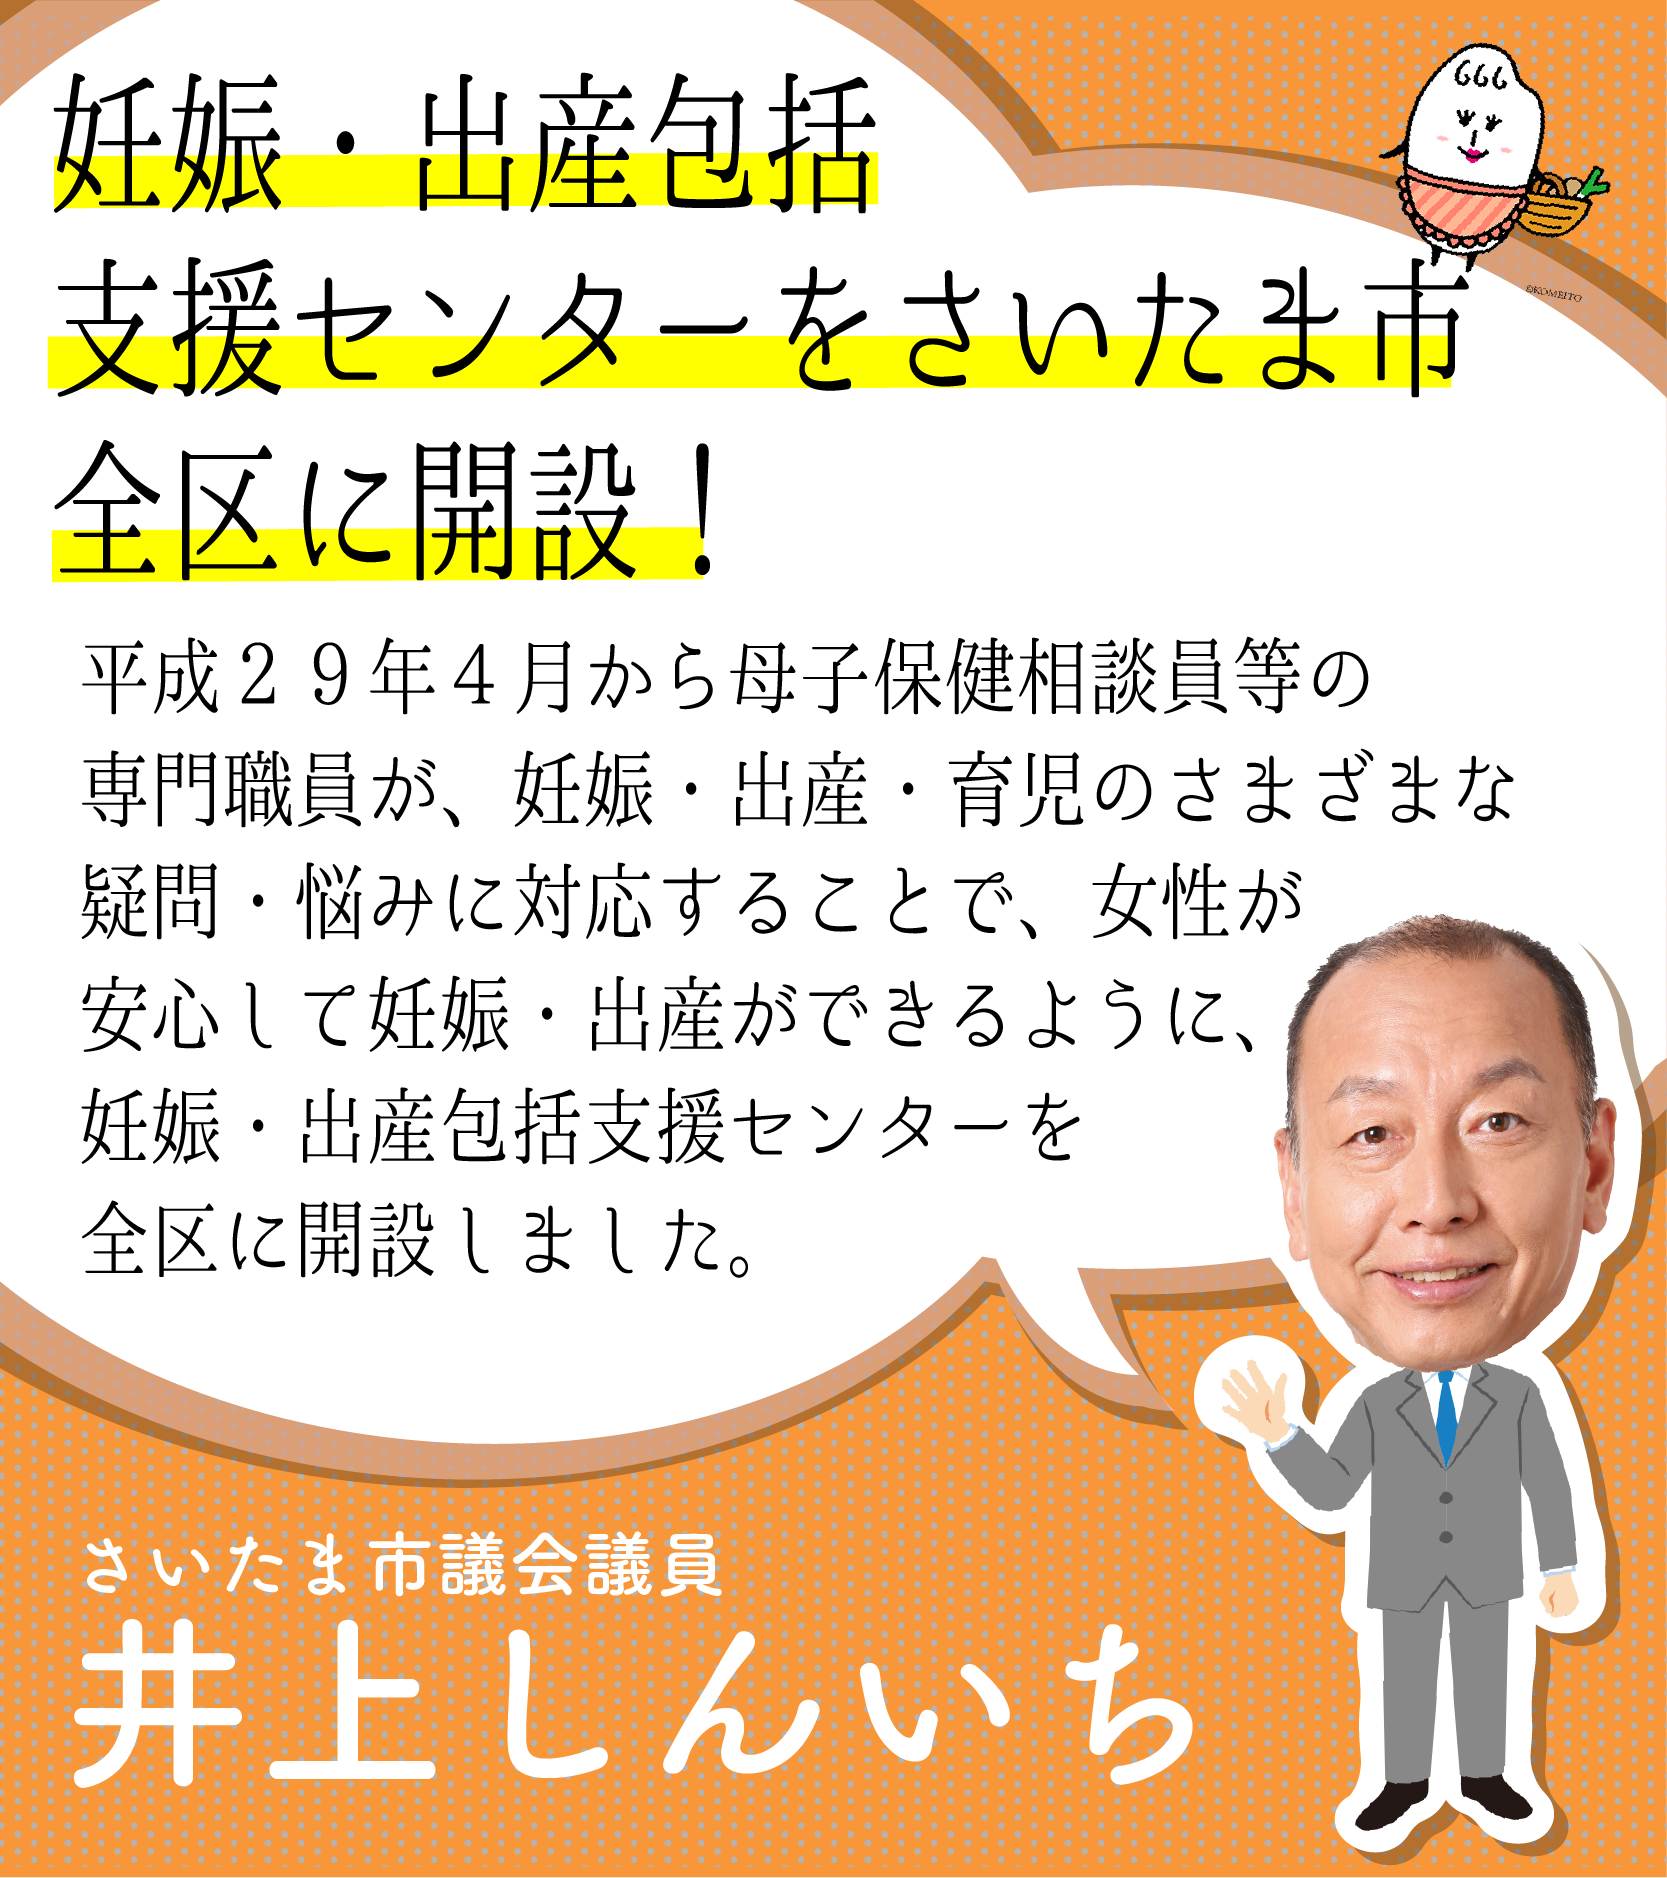 妊娠・出産包括
支援センターをさいたま市
全区に開設！
©KOMEITO
平成２９年４月から母子保健相談員等の
専門職員が、妊娠・出産・育児のさまざまな
疑問・悩みに対応することで、女性が
安心して妊娠・出産ができるように、
妊娠・出産包括支援センターを
全区に開設しました。
さいたま市議会議員
井上しんいち